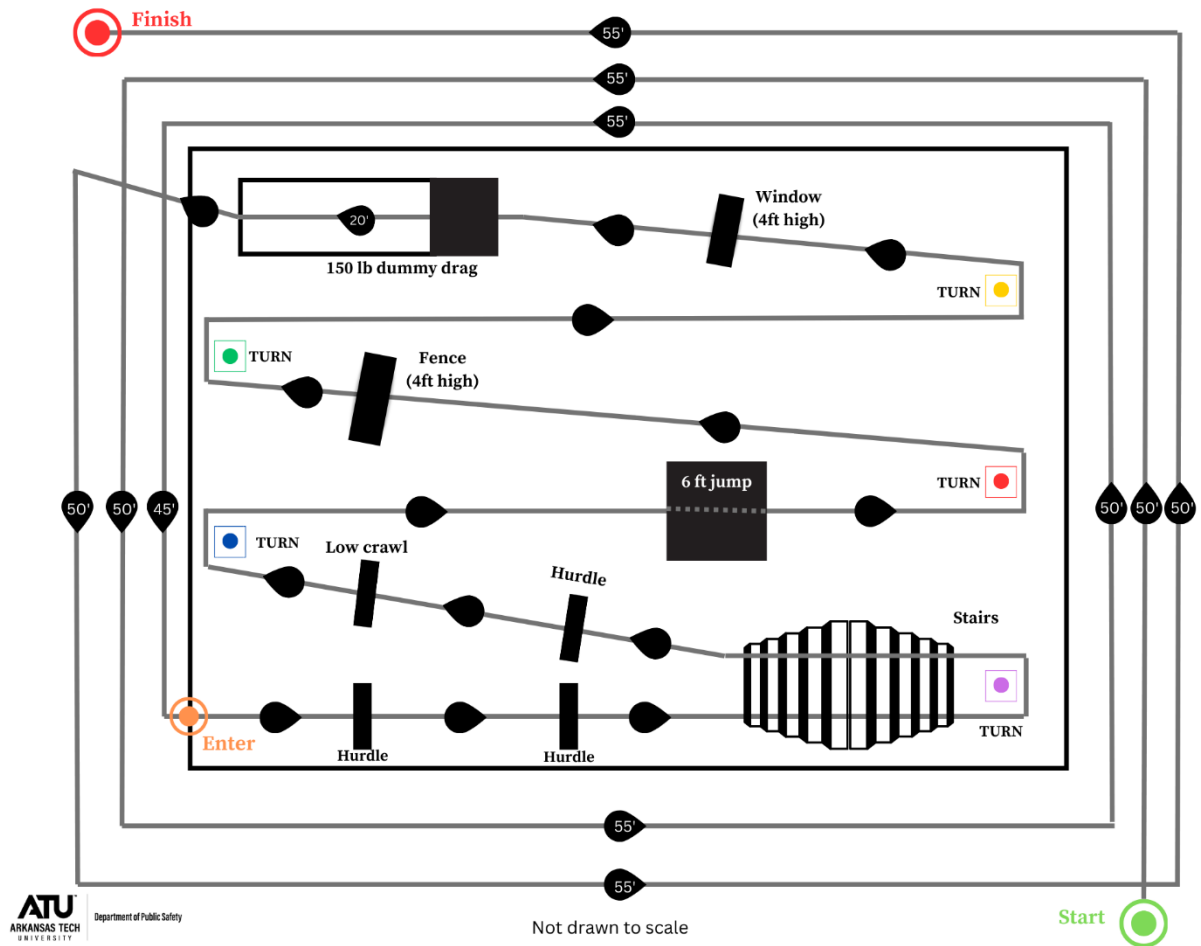 Finish
55'
55'
55'
Window
(4ft high)
20'
150 lb dummy drag
TURN
TURN
Fence
(4ft high)
6 ft jump
TURN
50'
50'
45'
50'
50'
50'
TURN
Low crawl
Hurdle
Stairs
TURN
Enter
Hurdle
Hurdle
55'
55'
ATU
ARKANSAS TECH
UNIVERSITY
Department of Public Safety
Not drawn to scale
Start